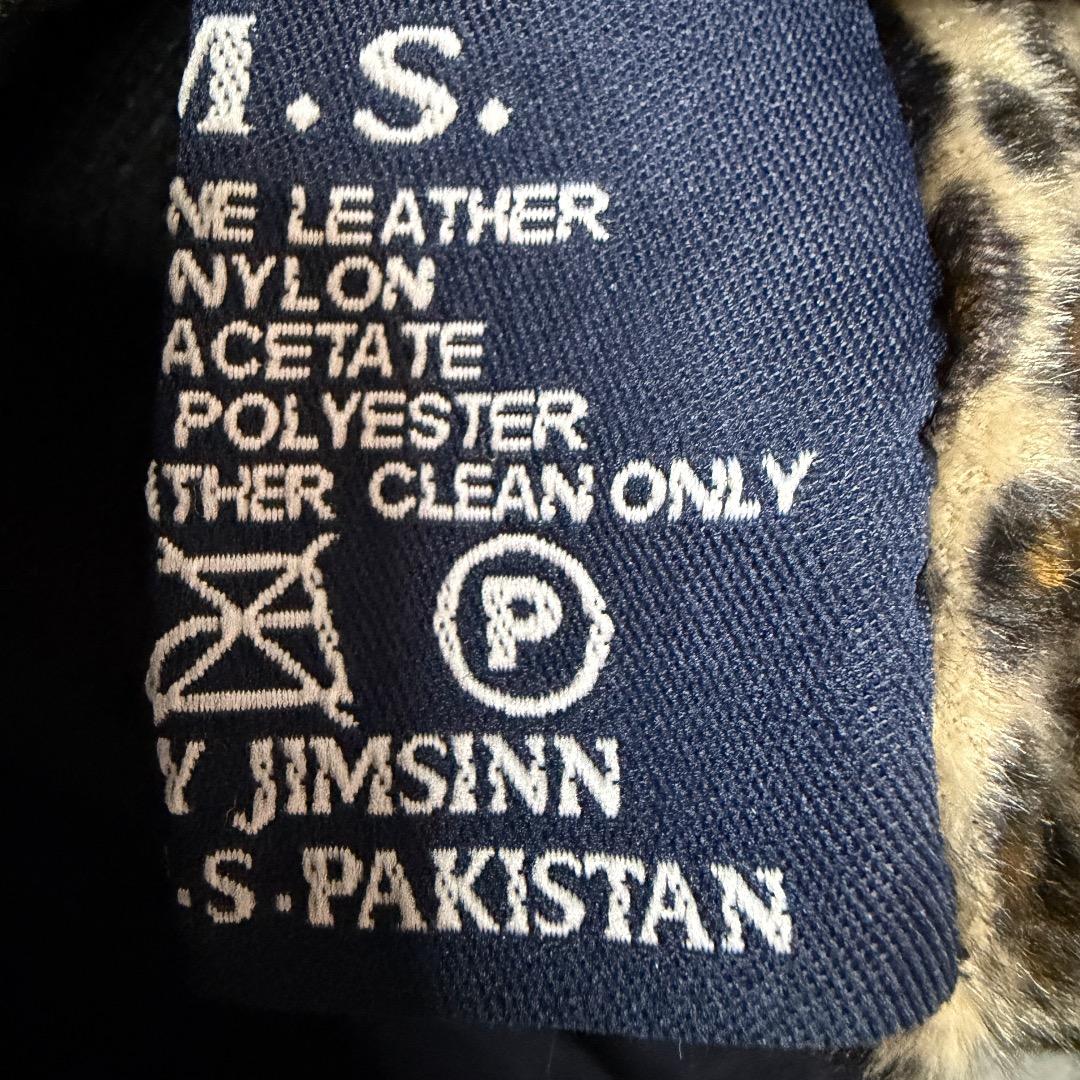 M.S.
NE LEATHER
NYLON
ACETATE
POLYESTER
THER CLEAN ONLY
P
Y JIMSINN
.S.PAKISTAN